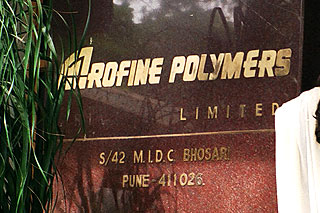 AROFINE POLYMERS
LIMITED
S/42 M.I.D.C BHOSARI
PUNE-411026